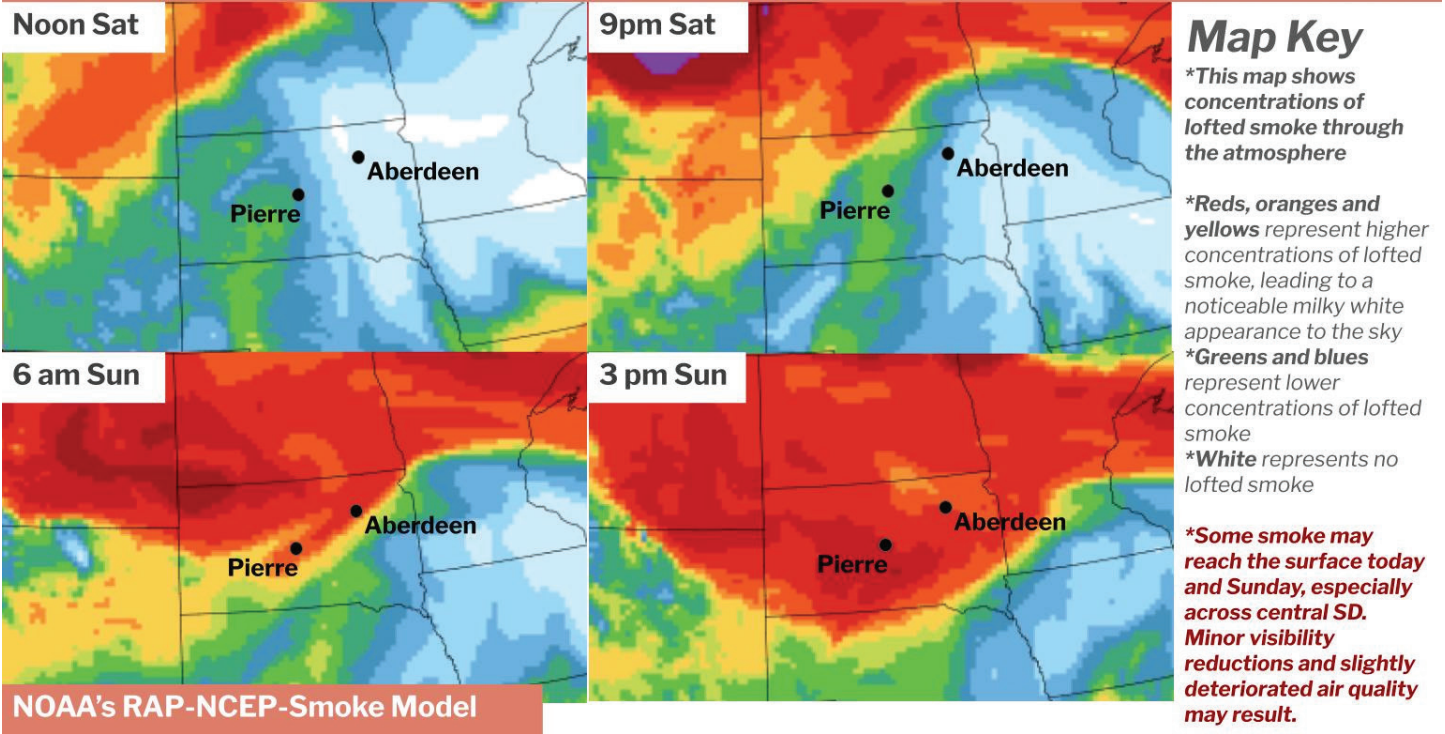 Noon Sat
Aberdeen
Pierre
9pm Sat
Aberdeen
Pierre
6 am Sun
Aberdeen
Pierre
3 pm Sun
Aberdeen
Pierre
NOAA's RAP-NCEP-Smoke Model
Map Key
*This map shows
concentrations of
lofted smoke through
the atmosphere
*Reds, oranges and
yellows represent higher
concentrations of lofted
smoke, leading to a
noticeable milky white
appearance to the sky
*Greens and blues
represent lower
concentrations of lofted
smoke
*White represents no
lofted smoke
*Some smoke may
reach the surface today
and Sunday, especially
across central SD.
Minor visibility
reductions and slightly
deteriorated air quality
may result.